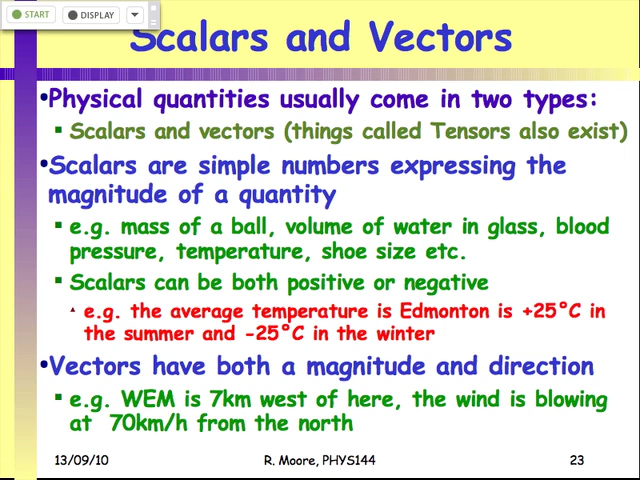 START
DISPLAY
Scalars and Vectors
•Physical quantities usually come in two types:
▪ Scalars and vectors (things called Tensors also exist)
•Scalars are simple numbers expressing the
magnitude of a quantity
▪ e.g. mass of a ball, volume of water in glass, blood
pressure, temperature, shoe size etc.
▪ Scalars can be both positive or negative
▴ e.g. the average temperature is Edmonton is +25°C in
the summer and -25°C in the winter
•Vectors have both a magnitude and direction
▪ e.g. WEM is 7km west of here, the wind is blowing
at 70km/h from the north
13/09/10
R. Moore, PHYS144
23